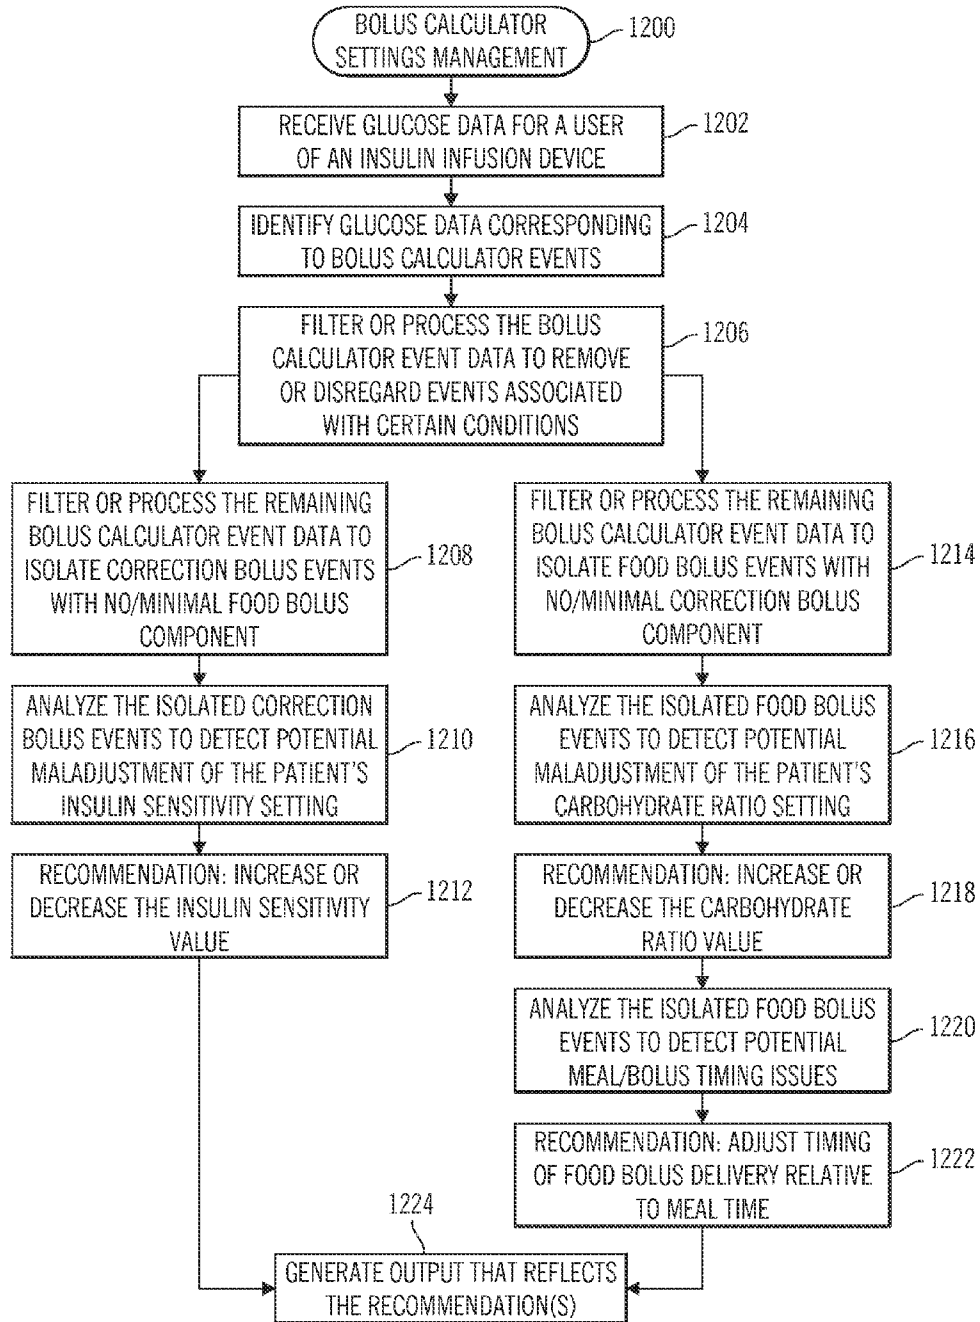 BOLUS CALCULATOR
SETTINGS MANAGEMENT
1200
RECEIVE GLUCOSE DATA FOR A USER
OF AN INSULIN INFUSION DEVICE
1202
IDENTIFY GLUCOSE DATA CORRESPONDING
TO BOLUS CALCULATOR EVENTS
1204
FILTER OR PROCESS THE BOLUS
CALCULATOR EVENT DATA TO REMOVE
OR DISREGARD EVENTS ASSOCIATED
WITH CERTAIN CONDITIONS
1206
FILTER OR PROCESS THE REMAINING
BOLUS CALCULATOR EVENT DATA TO
ISOLATE CORRECTION BOLUS EVENTS
WITH NO/MINIMAL FOOD BOLUS
COMPONENT
1208
ANALYZE THE ISOLATED CORRECTION
BOLUS EVENTS TO DETECT POTENTIAL
MALADJUSTMENT OF THE PATIENT'S
INSULIN SENSITIVITY SETTING
1210
RECOMMENDATION: INCREASE OR
DECREASE THE INSULIN SENSITIVITY
VALUE
1212
FILTER OR PROCESS THE REMAINING
BOLUS CALCULATOR EVENT DATA TO
ISOLATE FOOD BOLUS EVENTS WITH
NO/MINIMAL CORRECTION BOLUS
COMPONENT
1214
ANALYZE THE ISOLATED FOOD BOLUS
EVENTS TO DETECT POTENTIAL
MALADJUSTMENT OF THE PATIENT'S
CARBOHYDRATE RATIO SETTING
1216
RECOMMENDATION: INCREASE OR
DECREASE THE CARBOHYDRATE
RATIO VALUE
1218
ANALYZE THE ISOLATED FOOD BOLUS
EVENTS TO DETECT POTENTIAL
MEAL/BOLUS TIMING ISSUES
1220
RECOMMENDATION: ADJUST TIMING
OF FOOD BOLUS DELIVERY RELATIVE
TO MEAL TIME
1222
1224
GENERATE OUTPUT THAT REFLECTS
THE RECOMMENDATION(S)